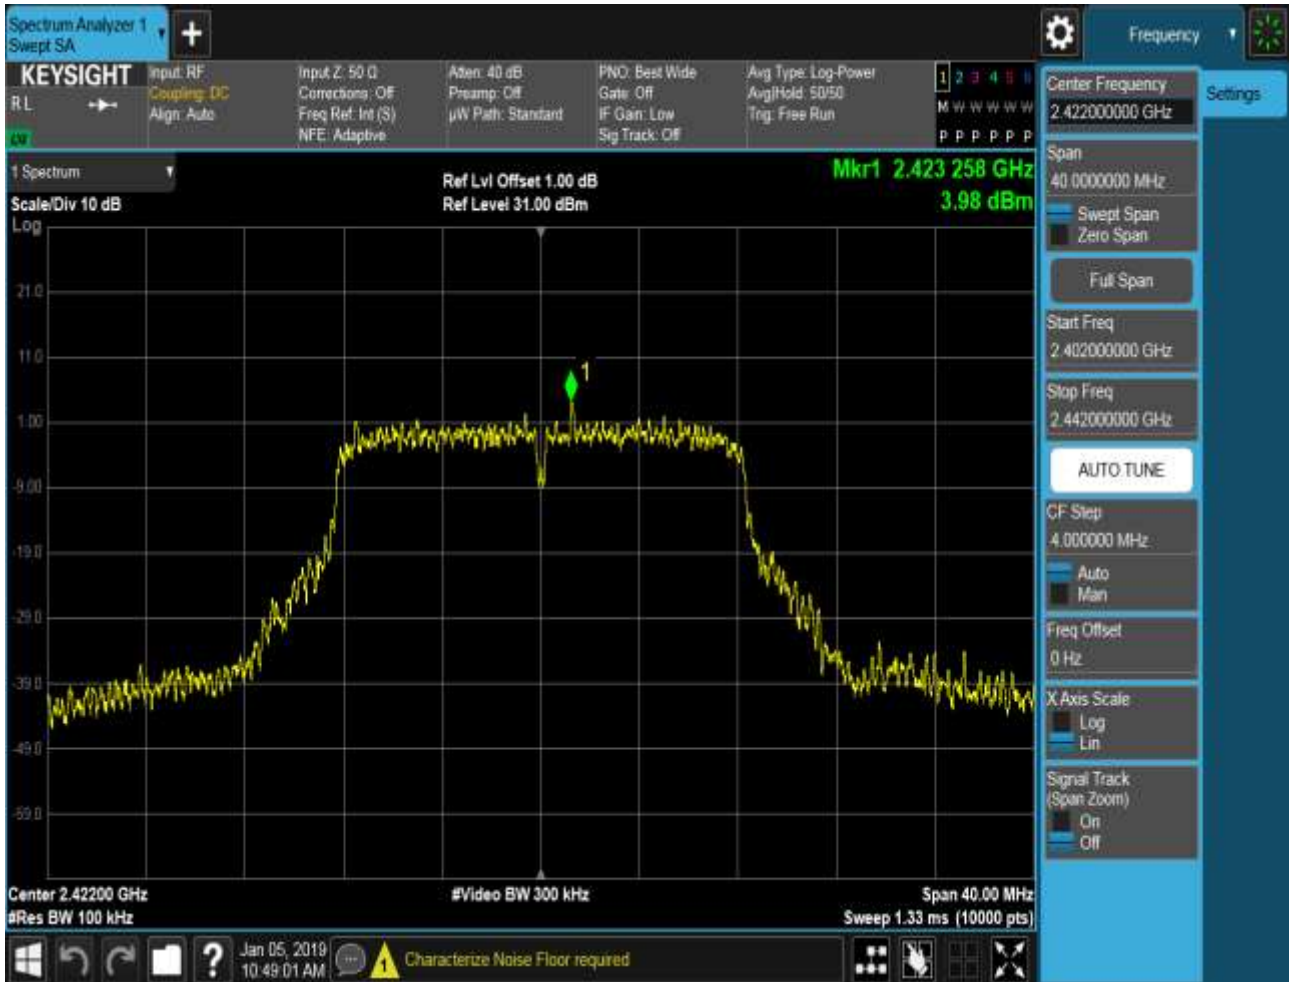 Spectrum Analyzer 1
Swept SA
+
Frequency
KEYSIGHT
RL
Input: RF
Coupling: DC
Align: Auto
Input Z: 50 Ω
Corrections: Off
Freq Ref: Int (S)
NFE: Adaptive
Atten: 40 dB
Preamp: Off
µW Path: Standard
PNO: Best Wide
Gate: Off
IF Gain: Low
Sig Track: Off
Avg Type: Log-Power
Avg|Hold: 50/50
Trig: Free Run
1 2 3 4 5 6
M W W W W W
P P P P P P
Center Frequency
2.422000000 GHz
Settings
Span
40.0000000 MHz
Swept Span
Zero Span
Full Span
Start Freq
2.402000000 GHz
Stop Freq
2.442000000 GHz
AUTO TUNE
CF Step
4.000000 MHz
Auto
Man
Freq Offset
0 Hz
X Axis Scale
Log
Lin
Signal Track
(Span Zoom)
On
Off
1 Spectrum
Scale/Div 10 dB
Log
Ref Lvl Offset 1.00 dB
Ref Level 31.00 dBm
Mkr1 2.423 258 GHz
3.98 dBm
21.0
11.0
1.00
-9.00
-19.0
-29.0
-39.0
-49.0
-59.0
1
Center 2.42200 GHz
#Video BW 300 kHz
Span 40.00 MHz
#Res BW 100 kHz
Sweep 1.33 ms (10000 pts)
?
Jan 05, 2019
10:49:01 AM
1
Characterize Noise Floor required